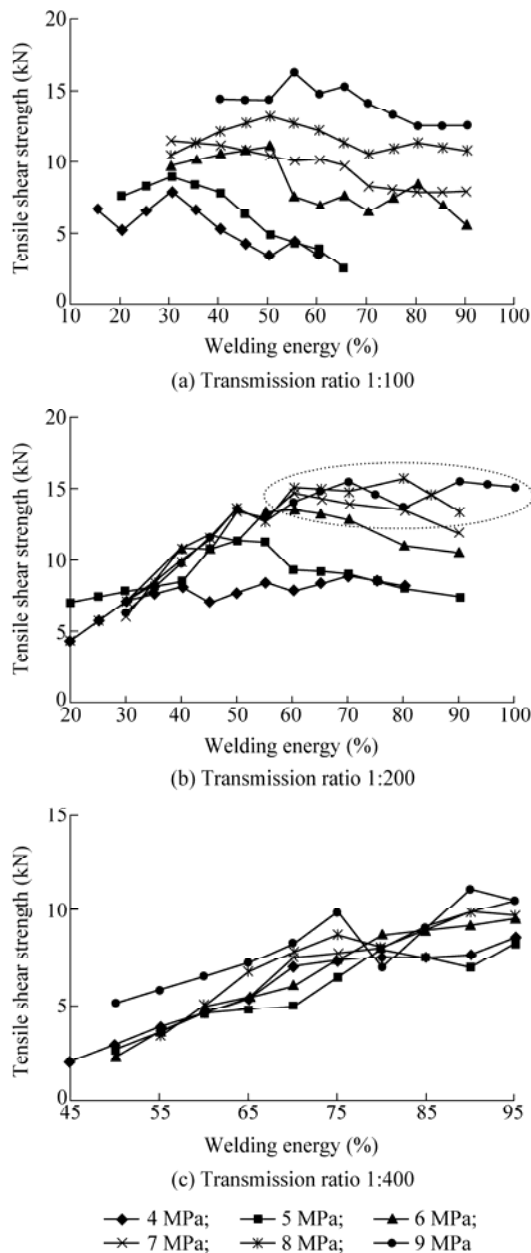 20
15
10
5
0
Tensile shear strength (kN)
10 20 30 40 50 60 70 80 90 100
Welding energy (%)
(a) Transmission ratio 1:100
20
15
10
5
0
Tensile shear strength (kN)
20 30 40 50 60 70 80 90 100
Welding energy (%)
(b) Transmission ratio 1:200
15
10
5
0
Tensile shear strength (kN)
45 55 65 75 85 95
Welding energy (%)
(c) Transmission ratio 1:400
4 MPa; 5 MPa; 6 MPa;
7 MPa; 8 MPa; 9 MPa